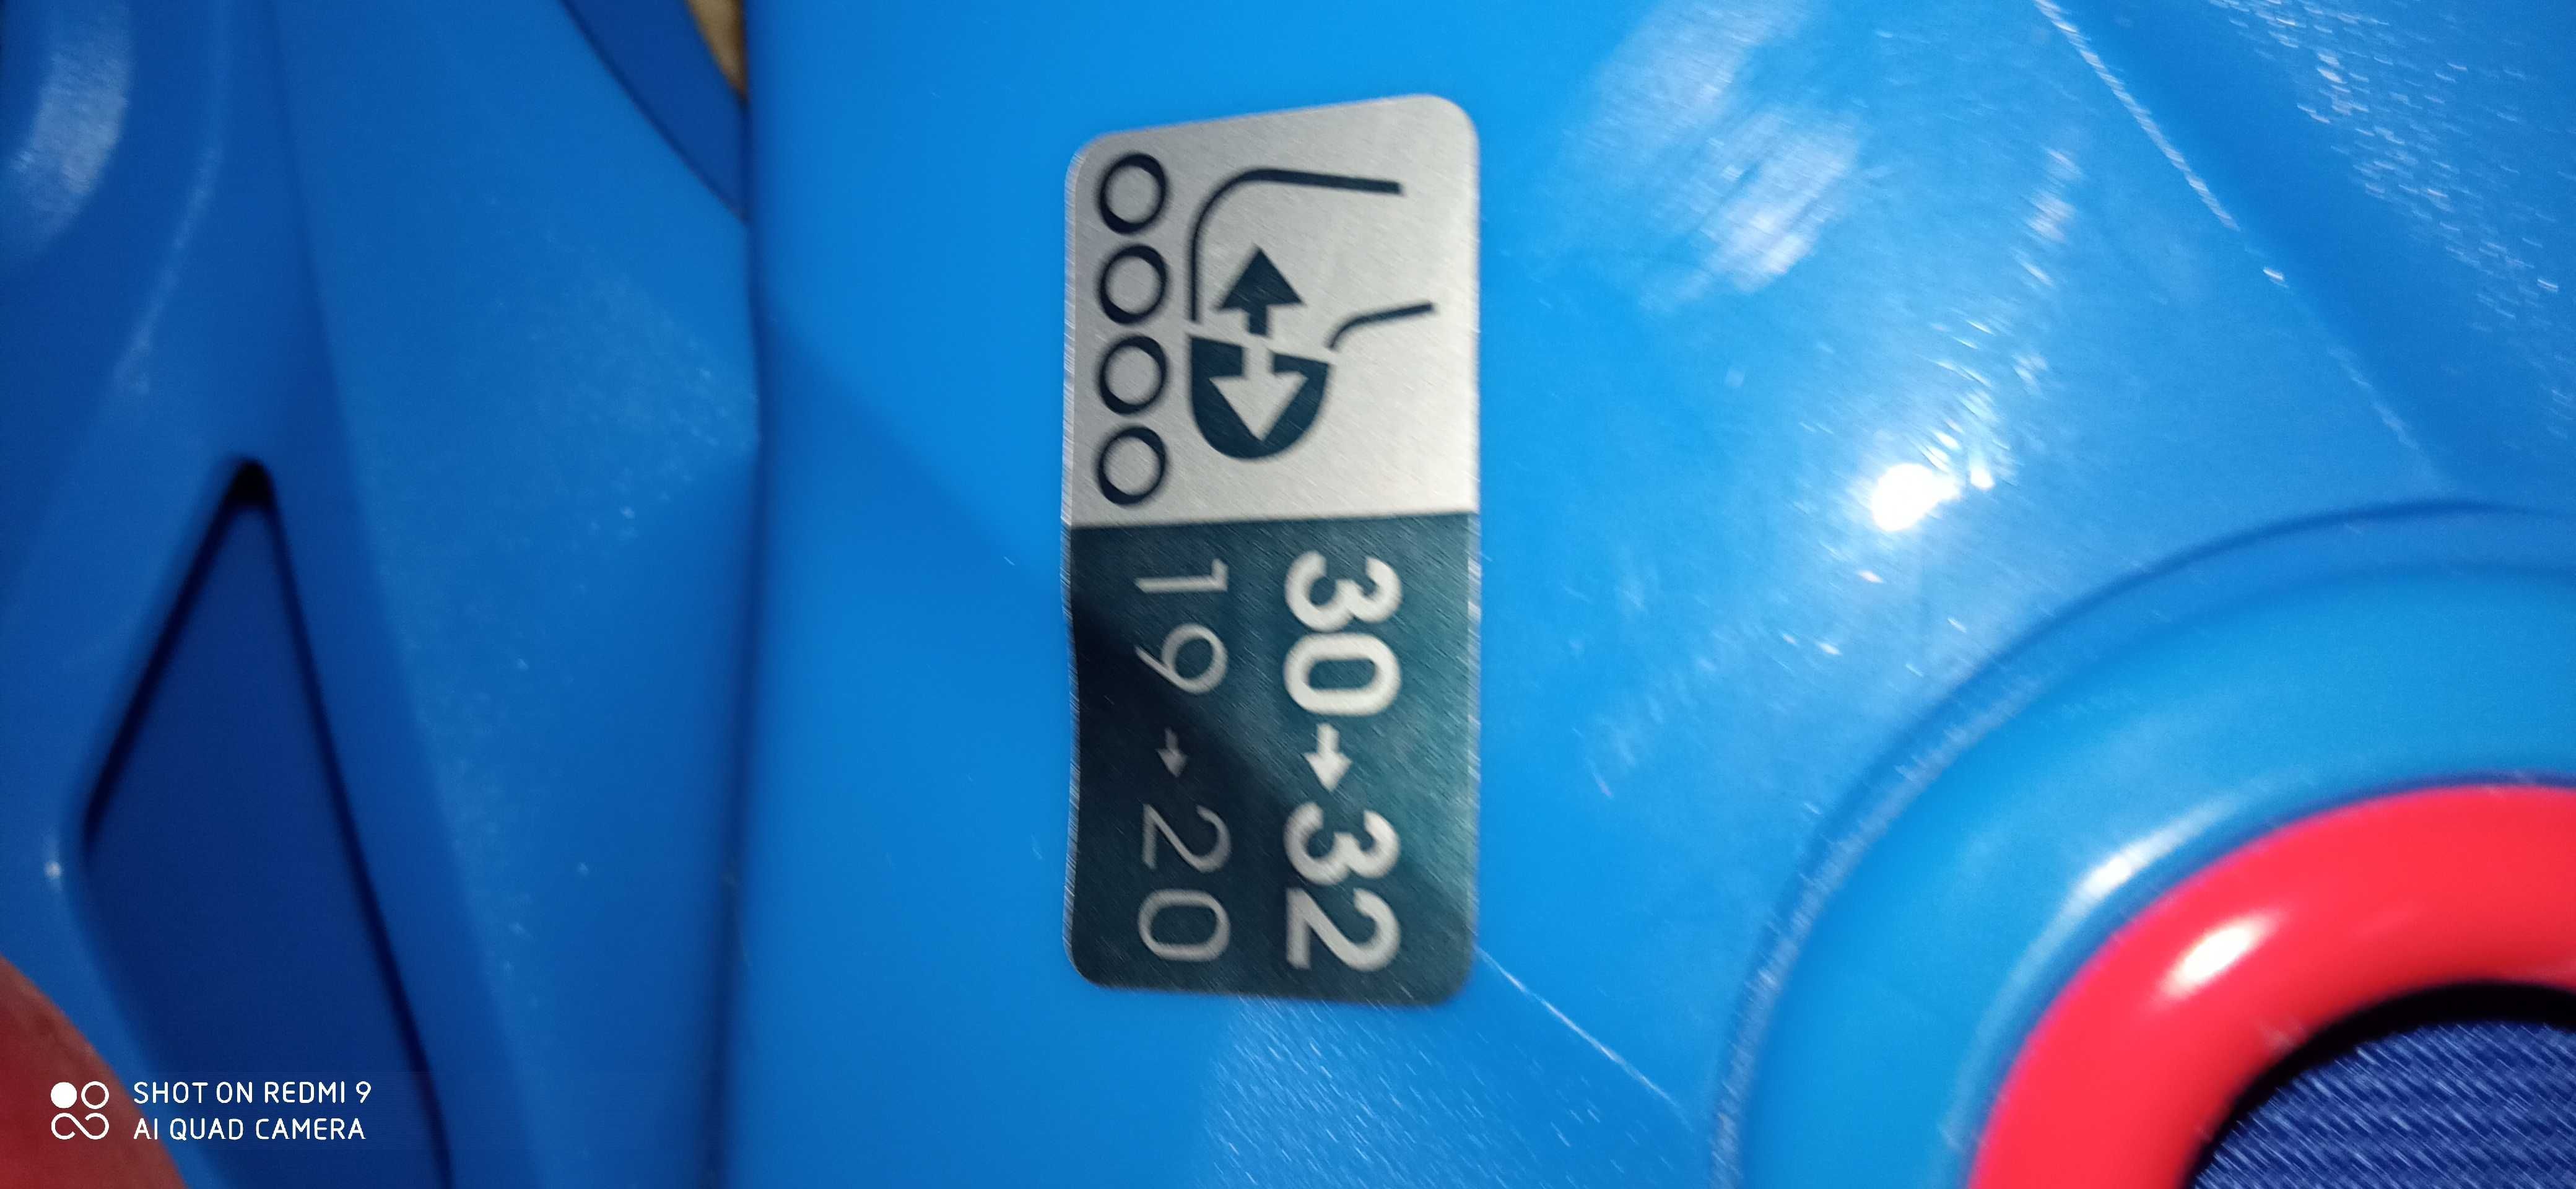 30→32
19→20
SHOT ON REDMI 9
AI QUAD CAMERA